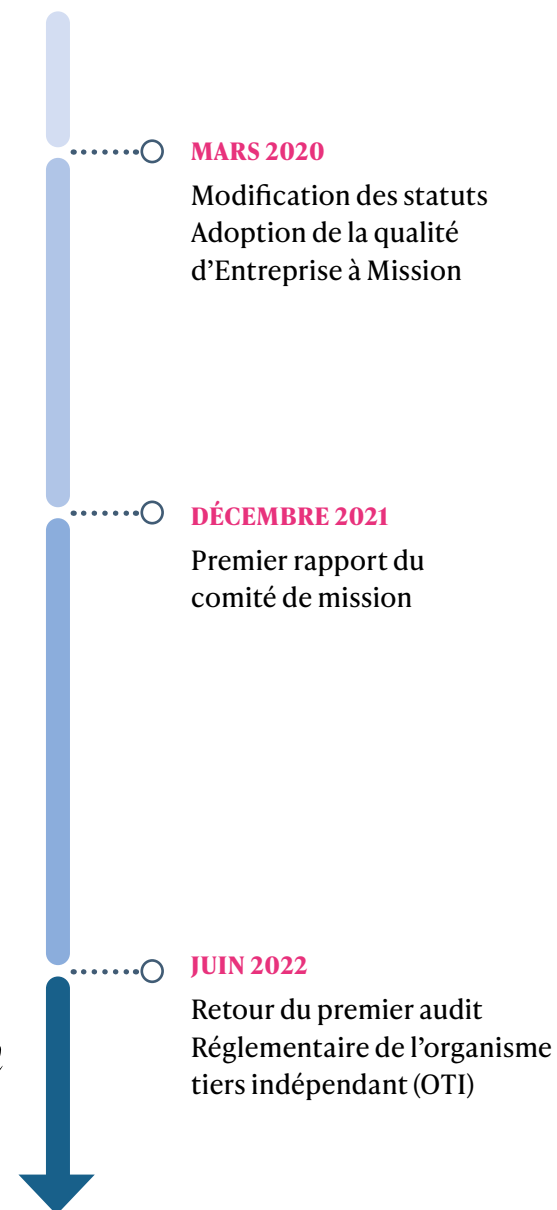 MARS 2020
Modification des statuts
Adoption de la qualité
d’Entreprise à Mission
DÉCEMBRE 2021
Premier rapport du
comité de mission
JUIN 2022
Retour du premier audit
Réglementaire de l’organisme
tiers indépendant (OTI)